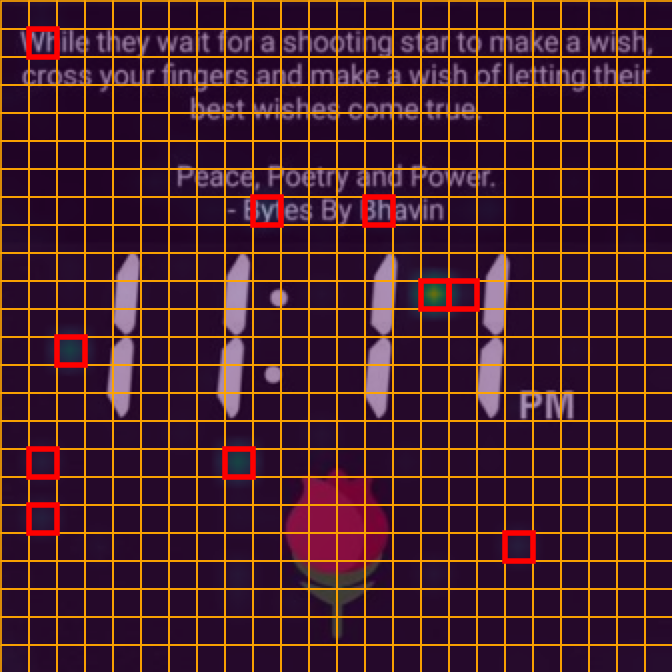 While they wait for a shooting star to make a wish,
cross your fingers and make a wish of letting their
best wishes come true.
Peace, Poetry and Power.
- Bytes By Bhavin
11:11 PM